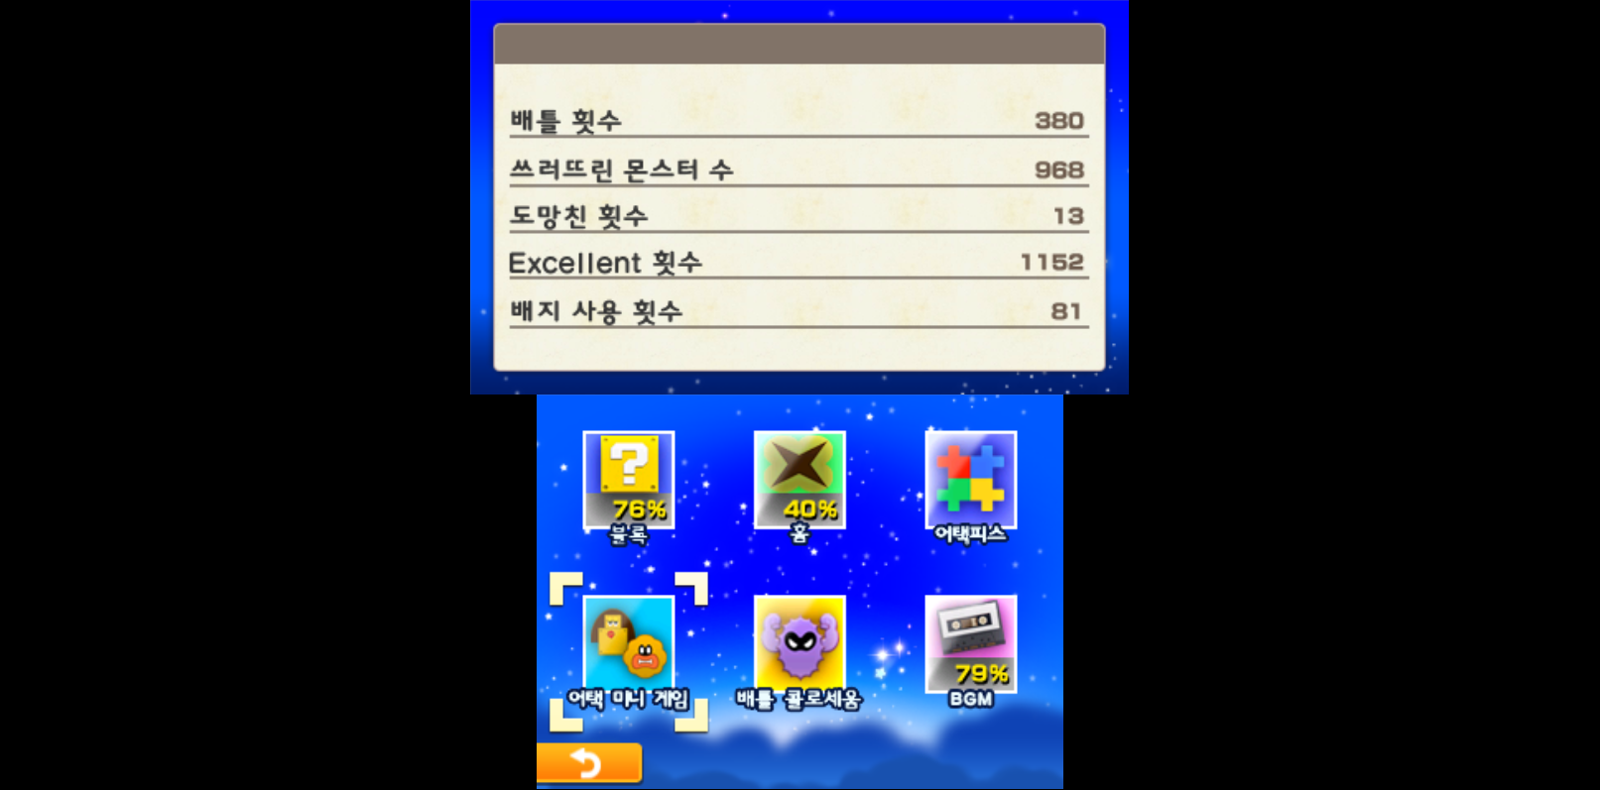 배틀 횟수 380
쓰러뜨린 몬스터 수 968
도망친 횟수 13
Excellent 횟수 1152
배지 사용 횟수 81
?
76% 40%
블록 홈 어택피스
79%
어택 미니 게임 배틀 콜로세움 BGM